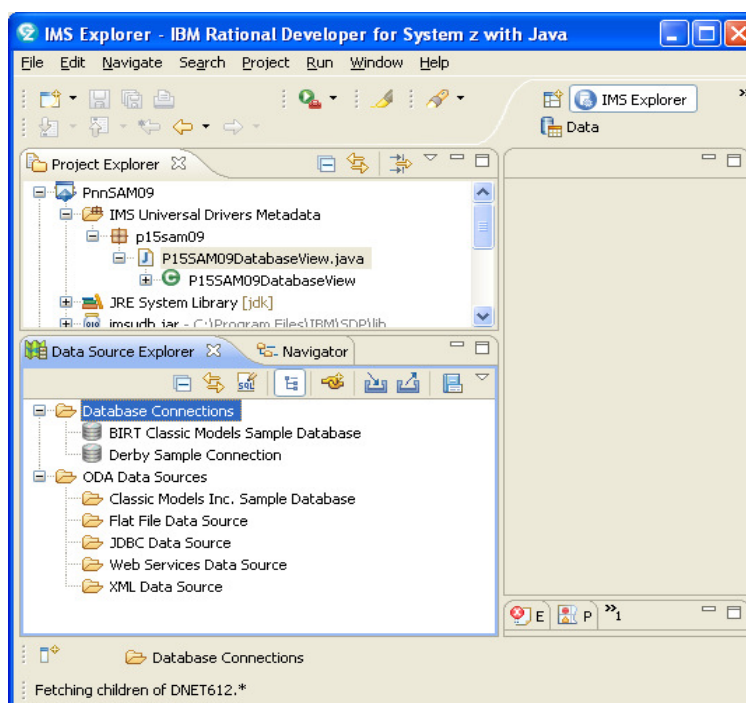 IMS Explorer - IBM Rational Developer for System z with Java
File Edit Navigate Search Project Run Window Help
IMS Explorer
Data
Project Explorer
PnnSAM09
IMS Universal Drivers Metadata
p15sam09
P15SAM09DatabaseView.java
P15SAM09DatabaseView
JRE System Library [jdk]
imsudb.jar - C:\Program Files\IBM\SDP\lib
Data Source Explorer Navigator
SQL
Database Connections
BIRT Classic Models Sample Database
Derby Sample Connection
ODA Data Sources
Classic Models Inc. Sample Database
Flat File Data Source
JDBC Data Source
Web Services Data Source
XML Data Source
E P »1
Database Connections
Fetching children of DNET612.*